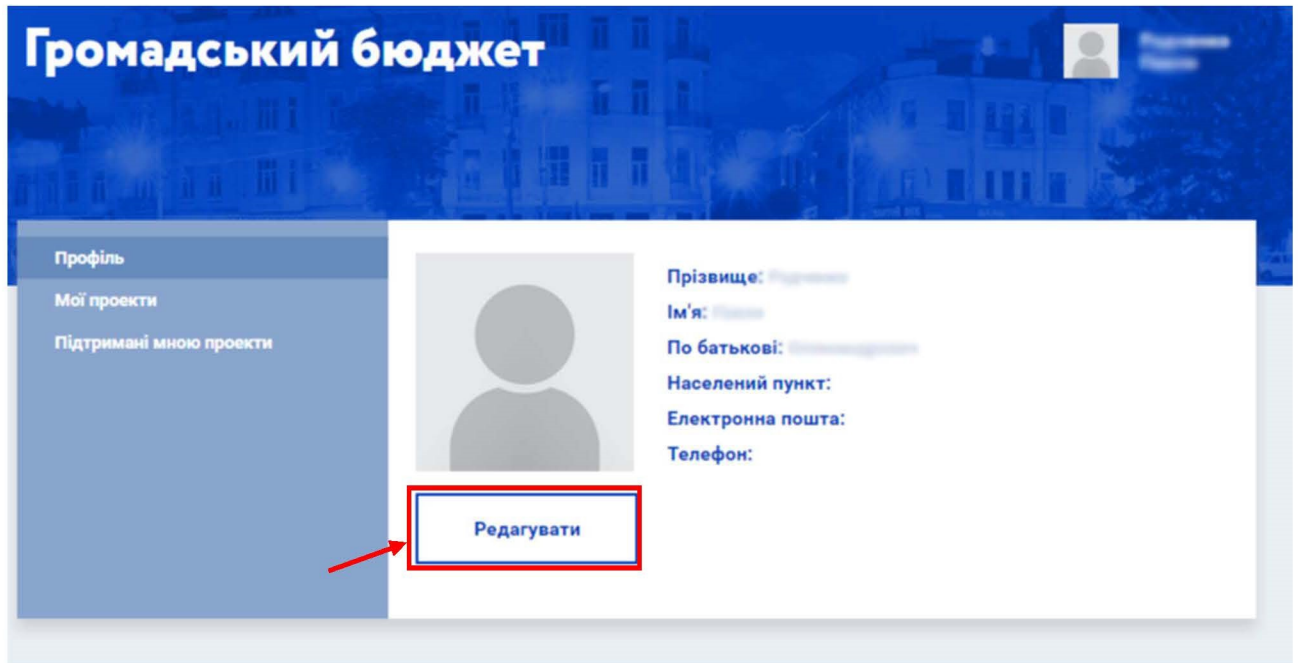 Громадський бюджет
Профіль
Мої проекти
Підтримані мною проекти
Прізвище:
Ім'я:
По батькові:
Населений пункт:
Електронна пошта:
Телефон:
Редагувати